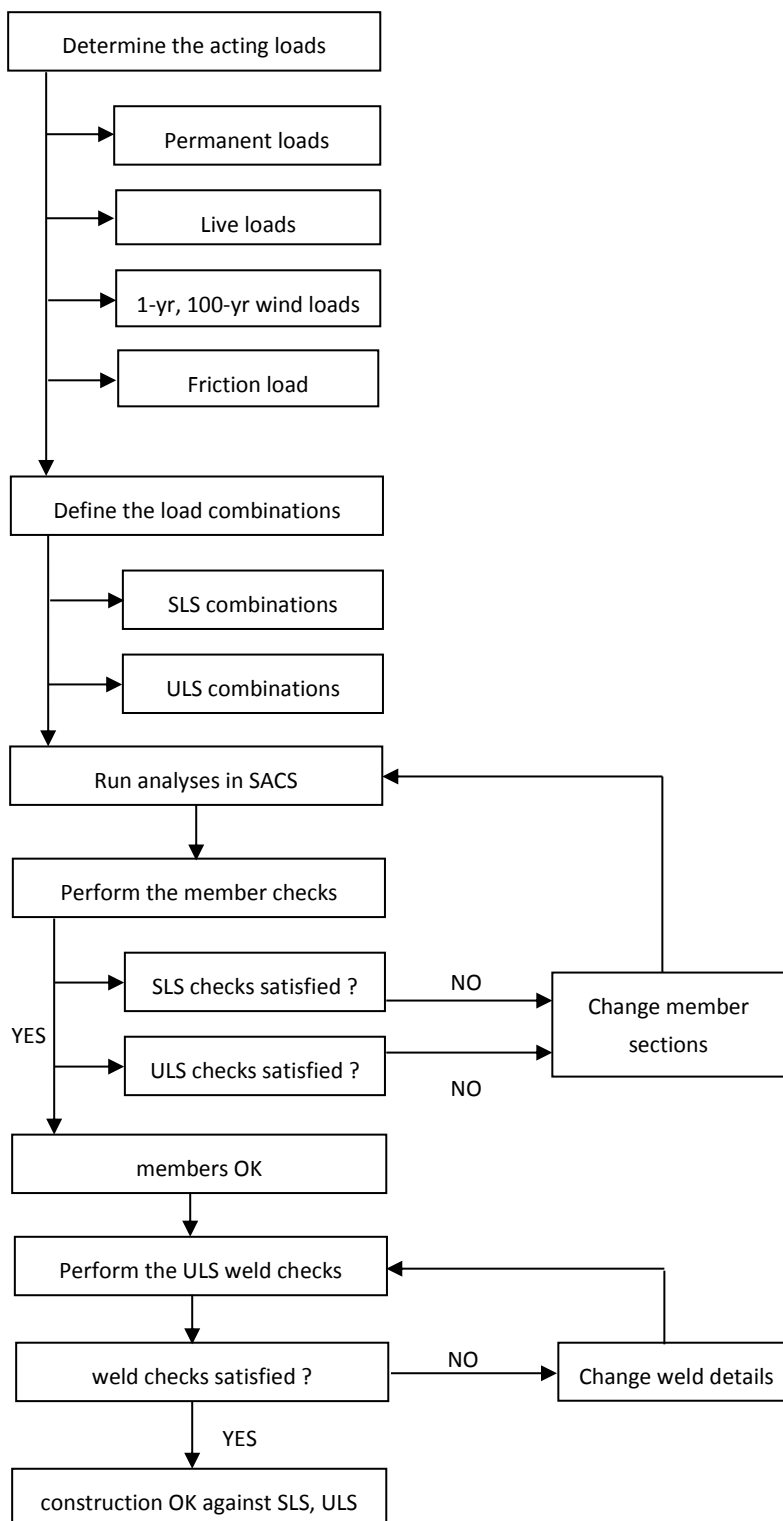 Determine the acting loads
Permanent loads
Live loads
1-yr, 100-yr wind loads
Friction load
Define the load combinations
SLS combinations
ULS combinations
Run analyses in SACS
Perform the member checks
SLS checks satisfied ?
NO
Change member
sections
YES
ULS checks satisfied ?
NO
members OK
Perform the ULS weld checks
weld checks satisfied ?
NO
Change weld details
YES
construction OK against SLS, ULS